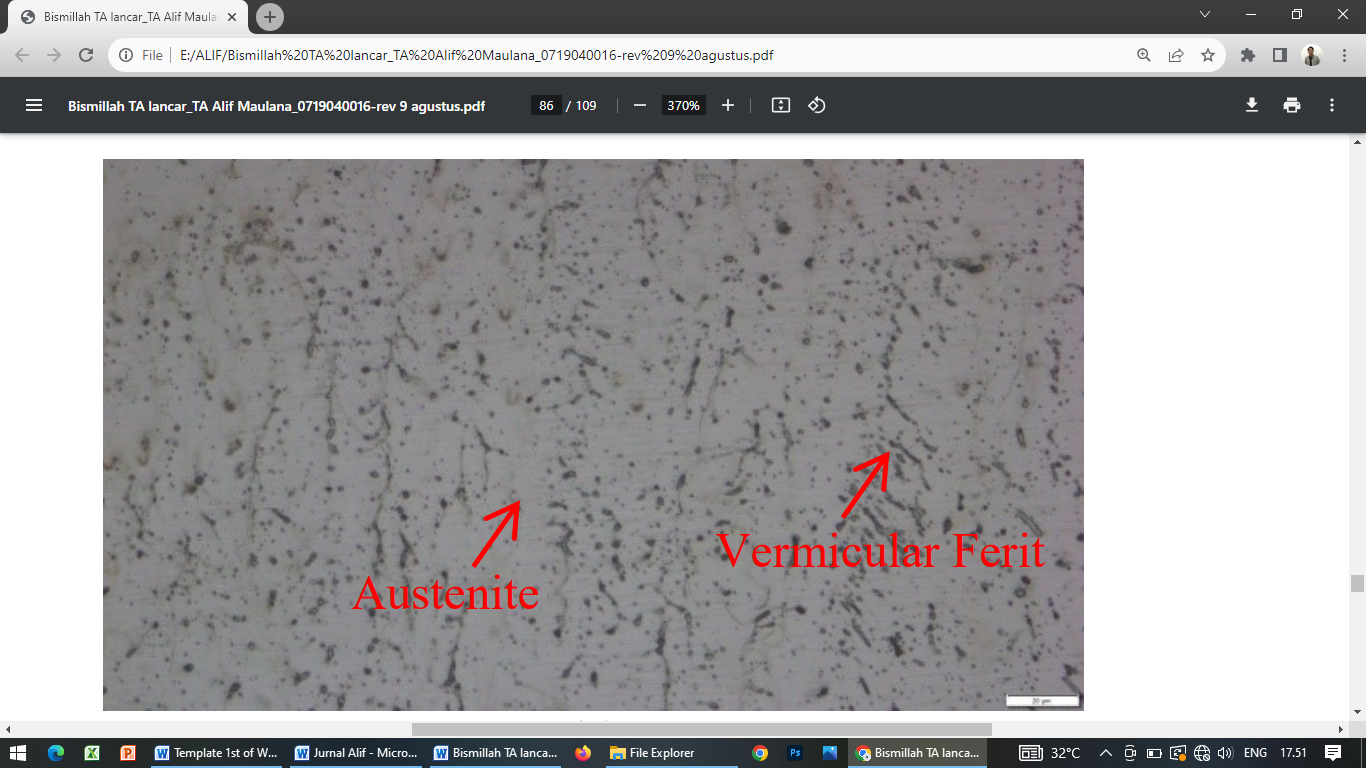 Bismillah TA lancar_TA Alif Maula
File
E:/ALIF/Bismillah%20TA%20lancar_TA%20Alif%20Maulana_0719040016-rev%209%20agustus.pdf
Bismillah TA lancar_TA Alif Maulana_0719040016-rev 9 agustus.pdf
86 / 109
370%
Vermicular Ferit
Austenite
Template 1st of W...
Jurnal Alif - Micro...
Bismillah TA lanca...
File Explorer
Bismillah TA lanca...
32°C
ENG
17.51